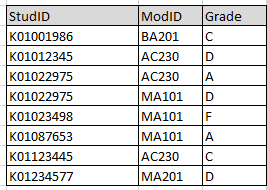 StudID ModID Grade
K01001986 BA201 C
K01012345 AC230 D
K01022975 AC230 A
K01022975 MA101 D
K01023498 MA101 F
K01087653 MA101 A
K01123445 AC230 C
K01234577 MA201 D